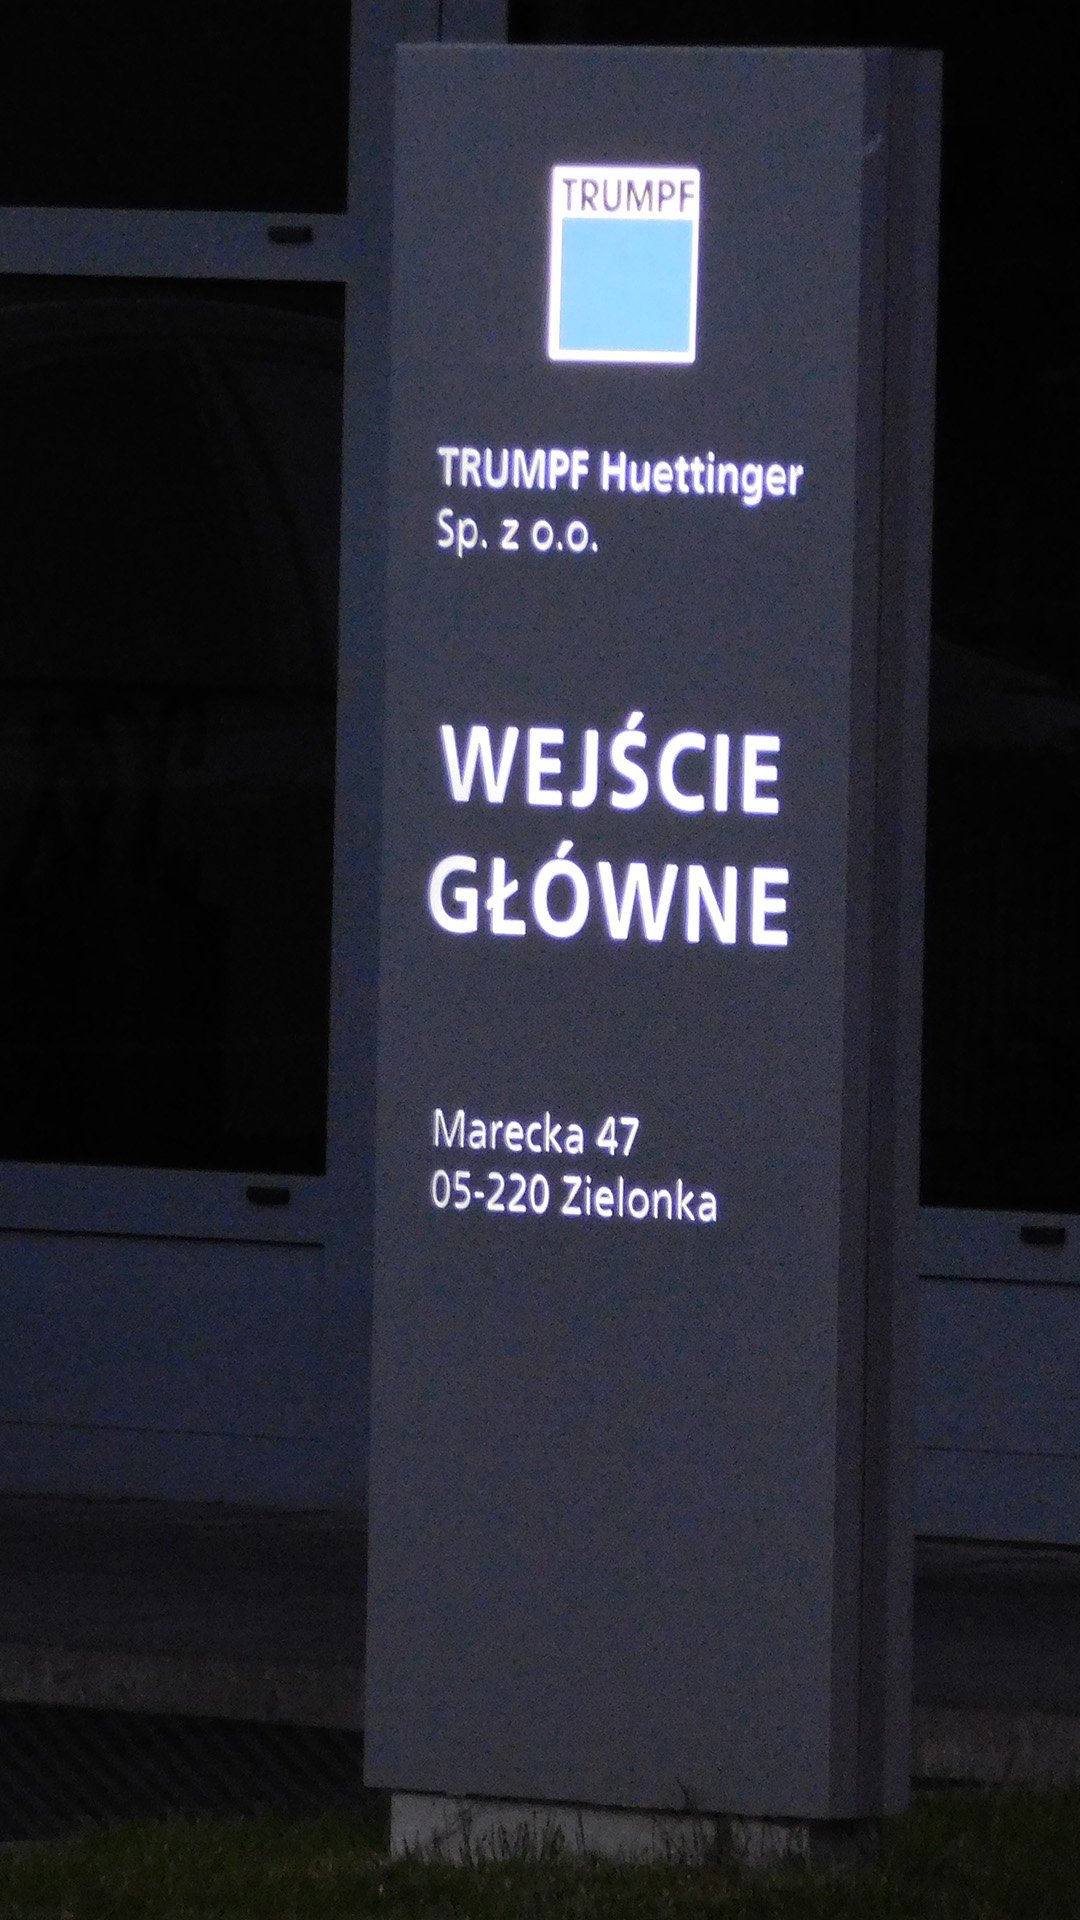 TRUMPF
TRUMPF Huettinger
Sp. z o.o.
WEJŚCIE
GŁÓWNE
Marecka 47
05-220 Zielonka